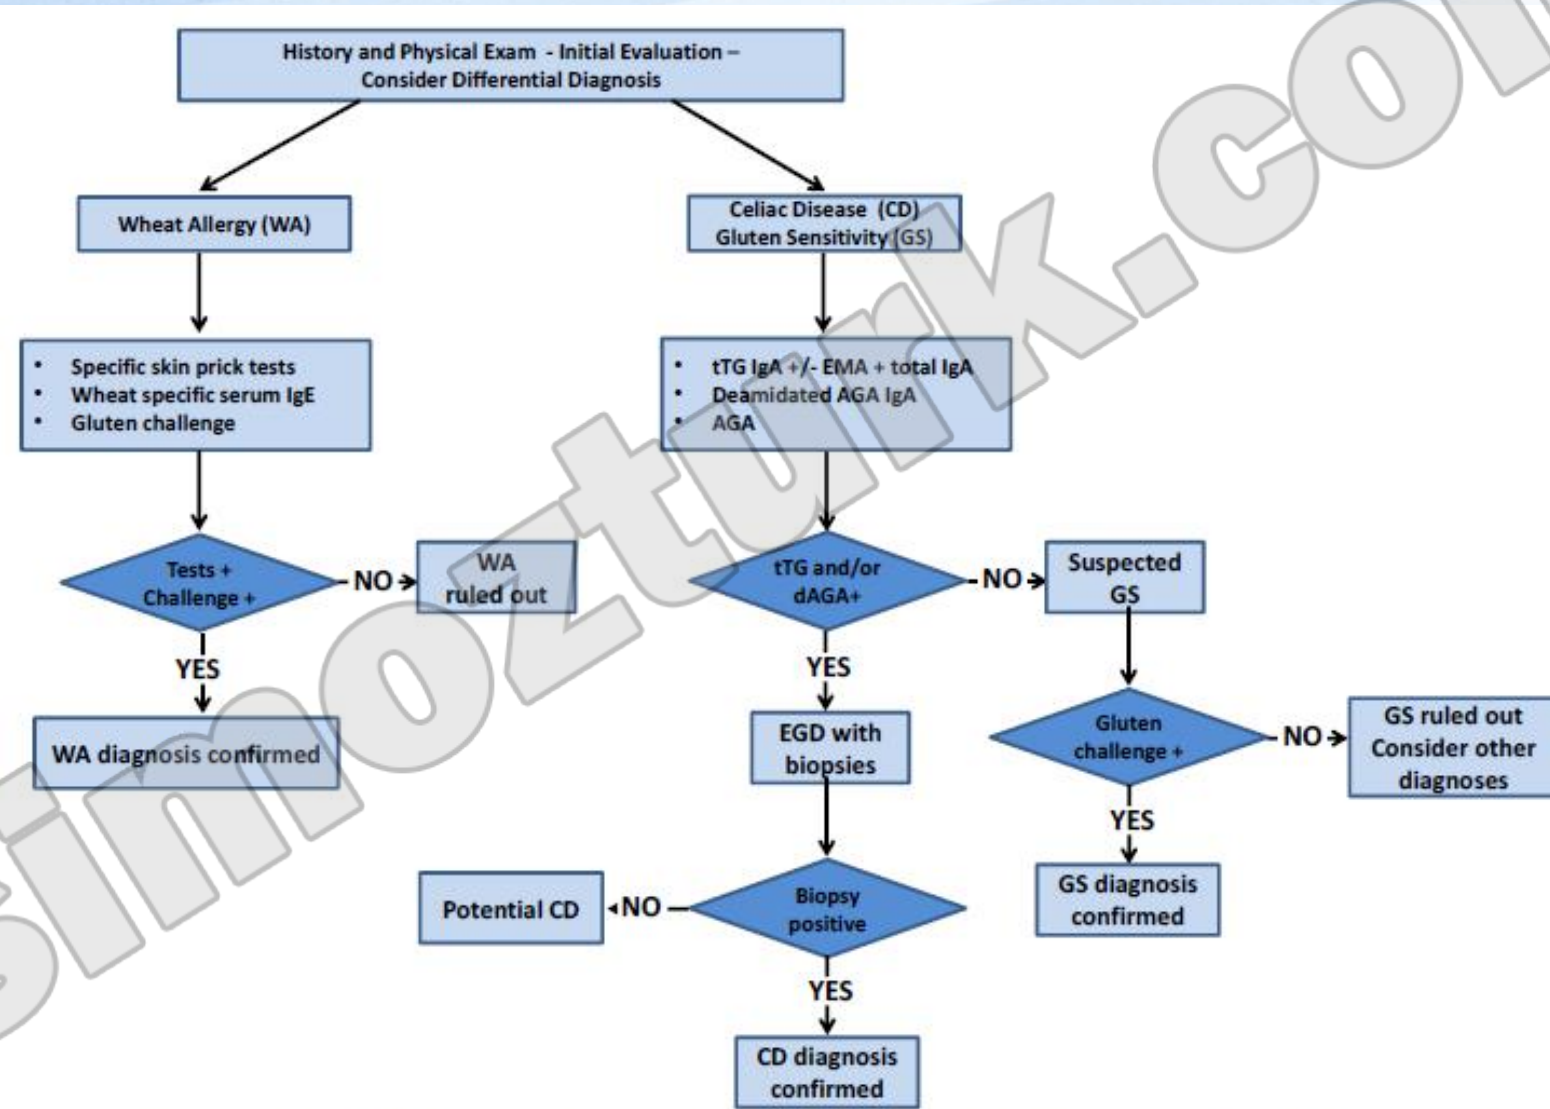 History and Physical Exam - Initial Evaluation –
Consider Differential Diagnosis
Wheat Allergy (WA)
Celiac Disease (CD)
Gluten Sensitivity (GS)
• Specific skin prick tests
• Wheat specific serum IgE
• Gluten challenge
• tTG IgA +/- EMA + total IgA
• Deamidated AGA IgA
• AGA
Tests +
Challenge +
NO
WA
ruled out
tTG and/or
dAGA+
NO
Suspected
GS
YES
WA diagnosis confirmed
YES
EGD with
biopsies
Gluten
challenge +
NO
GS ruled out
Consider other
diagnoses
YES
GS diagnosis
confirmed
Biopsy
positive
NO
Potential CD
YES
CD diagnosis
confirmed
simozturk.com